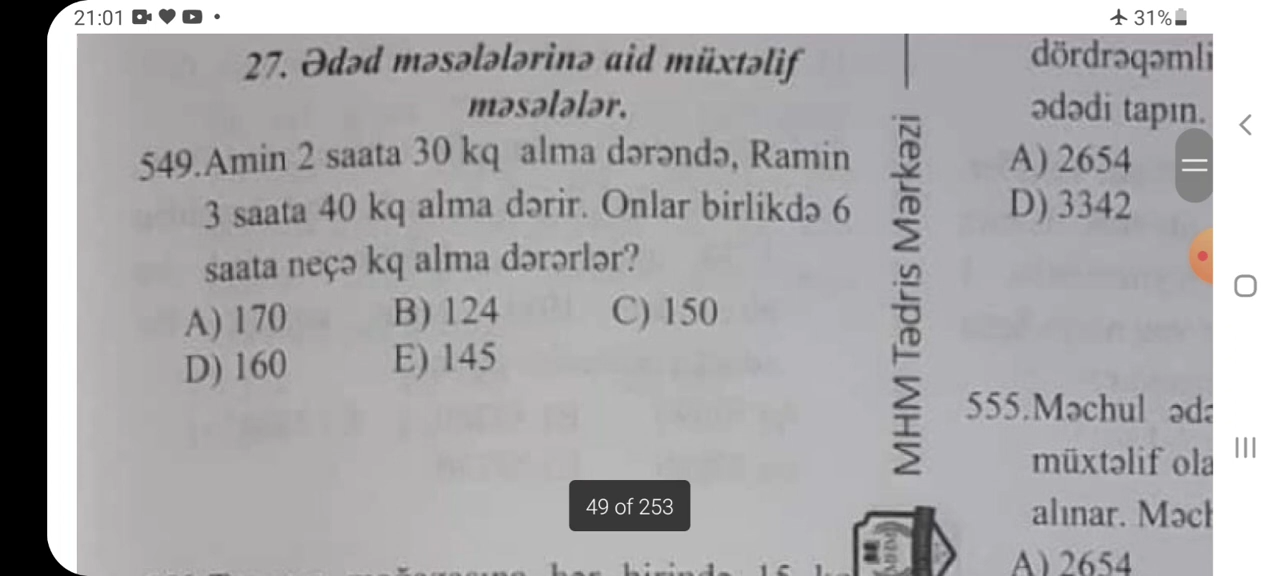 21:01
31%
27. Ədəd məsələlərinə aid müxtəlif
məsələlər.
549.Amin 2 saata 30 kq alma dərəndə, Ramin
3 saata 40 kq alma dərir. Onlar birlikdə 6
saata neçə kq alma dərərlər?
A) 170 B) 124 C) 150
D) 160 E) 145
49 of 253
MHM Tədris Mərkəzi
dördrəqəmli
ədədi tapın.
A) 2654
D) 3342
555.Məchul
müxtəlif ola
alınar.
A) 2654